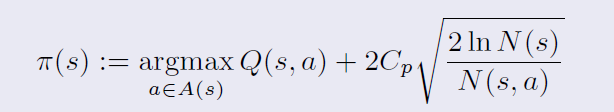 π(s) := argmax_{a∈A(s)} Q(s, a) + 2C_p √(2 ln N(s) / N(s, a))